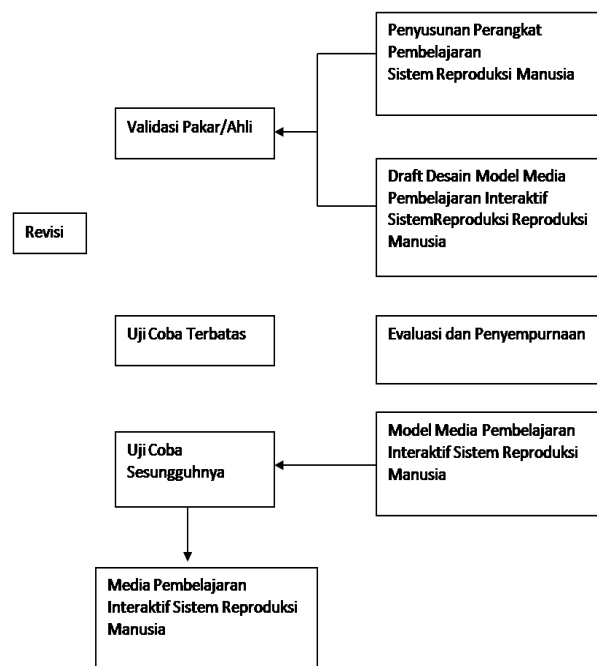 Penyusunan Perangkat
Pembelajaran
Sistem Reproduksi Manusia
Validasi Pakar/Ahli
Draft Desain Model Media
Pembelajaran Interaktif
SistemReproduksi Reproduksi
Manusia
Revisi
Uji Coba Terbatas
Evaluasi dan Penyempurnaan
Uji Coba
Sesungguhnya
Model Media Pembelajaran
Interaktif Sistem Reproduksi
Manusia
Media Pembelajaran
Interaktif Sistem Reproduksi
Manusia